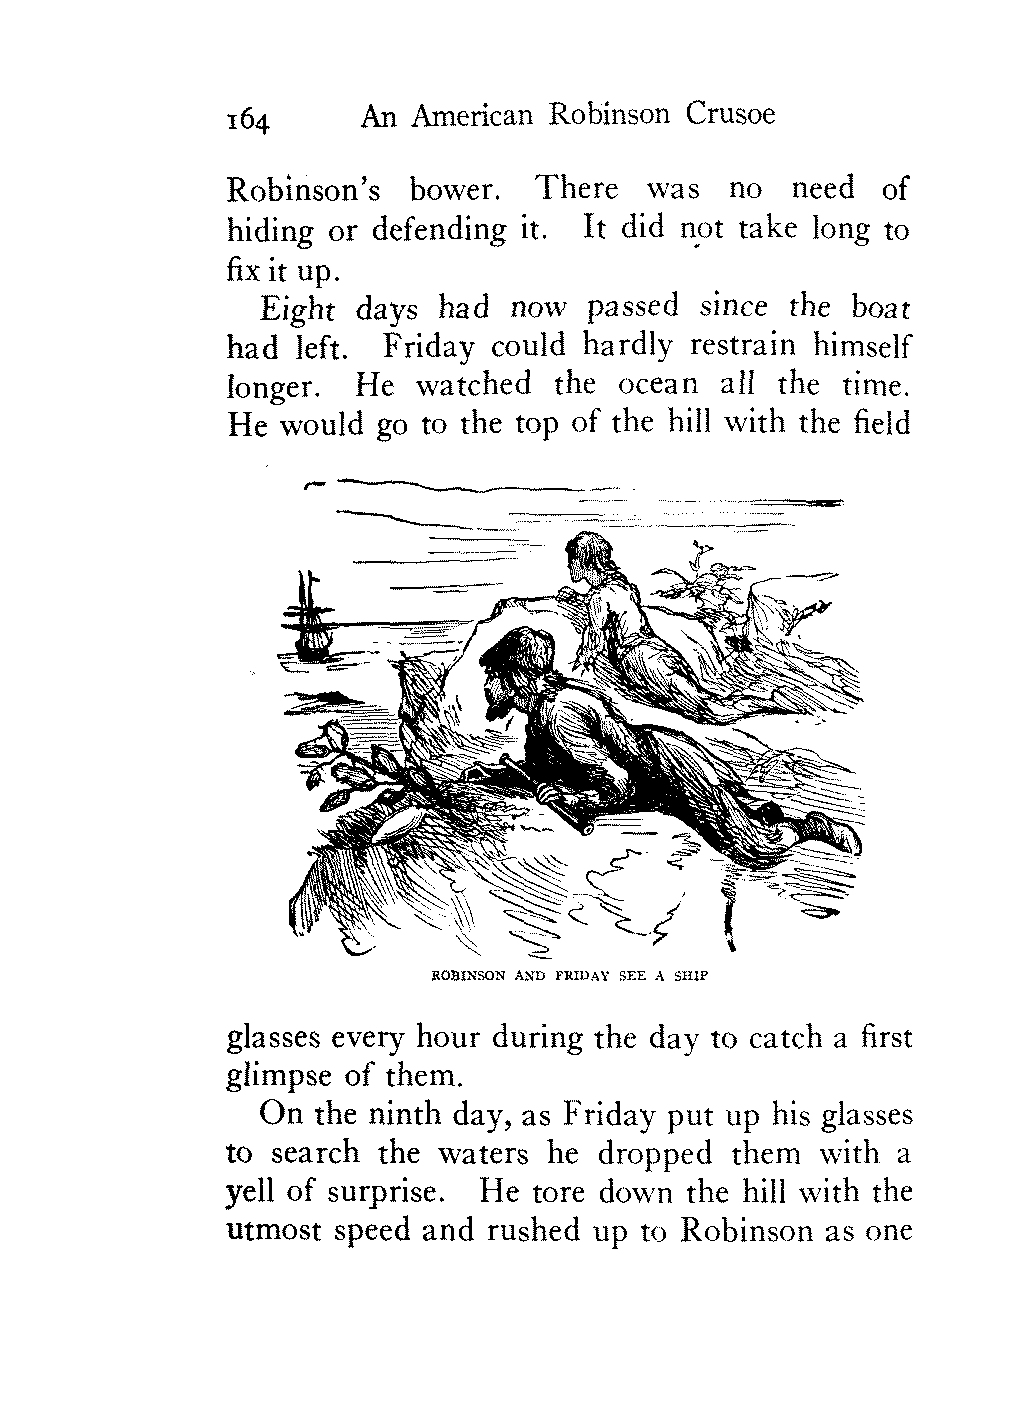 164 An American Robinson Crusoe
Robinson's bower. There was no need of
hiding or defending it. It did not take long to
fix it up.
Eight days had now passed since the boat
had left. Friday could hardly restrain himself
longer. He watched the ocean all the time.
He would go to the top of the hill with the field
ROBINSON AND FRIDAY SEE A SHIP
glasses every hour during the day to catch a first
glimpse of them.
On the ninth day, as Friday put up his glasses
to search the waters he dropped them with a
yell of surprise. He tore down the hill with the
utmost speed and rushed up to Robinson as one